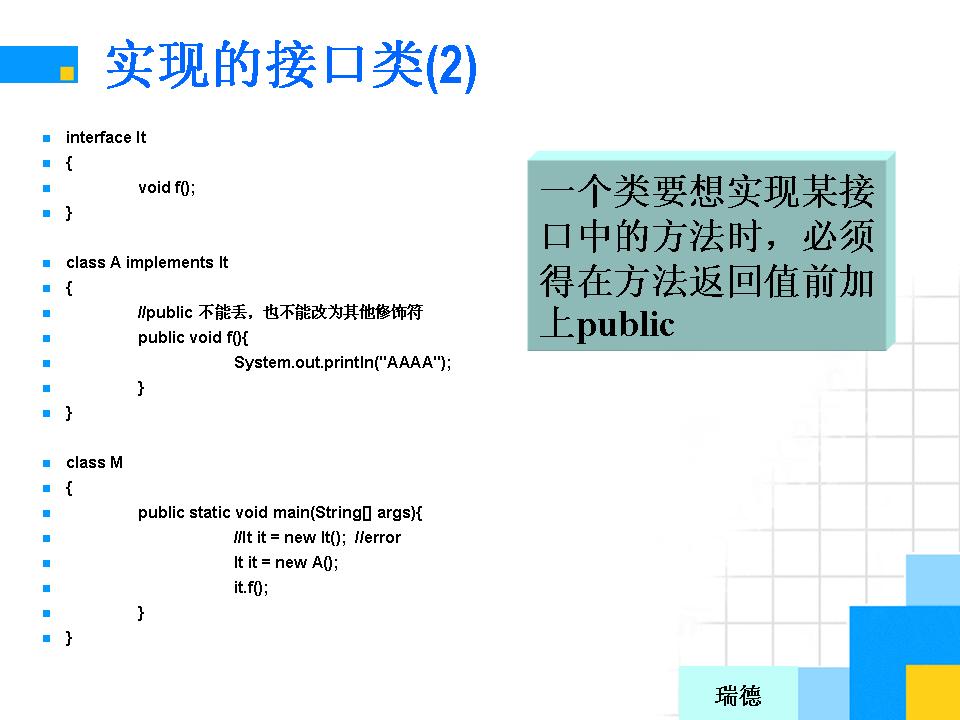 实现的接口类(2)
interface It
{
void f();
}
class A implements It
{
//public 不能丢，也不能改为其他修饰符
public void f(){
System.out.println("AAAA");
}
}
class M
{
public static void main(String[] args){
//It it = new It();  //error
It it = new A();
it.f();
}
}
一个类要想实现某接
口中的方法时，必须
得在方法返回值前加
上public
瑞德